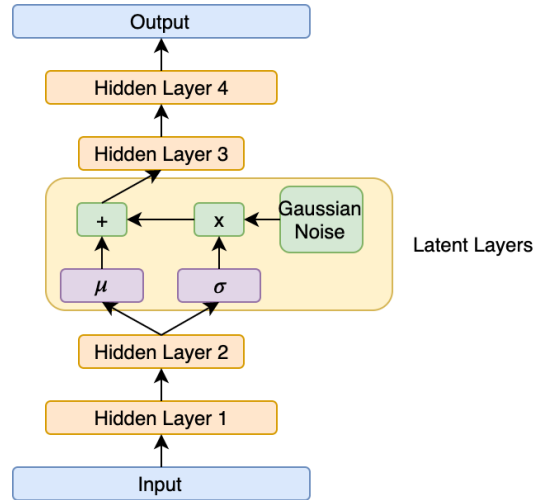 Output
Hidden Layer 4
Hidden Layer 3
Gaussian
Noise
+
x
Latent Layers
μ
σ
Hidden Layer 2
Hidden Layer 1
Input